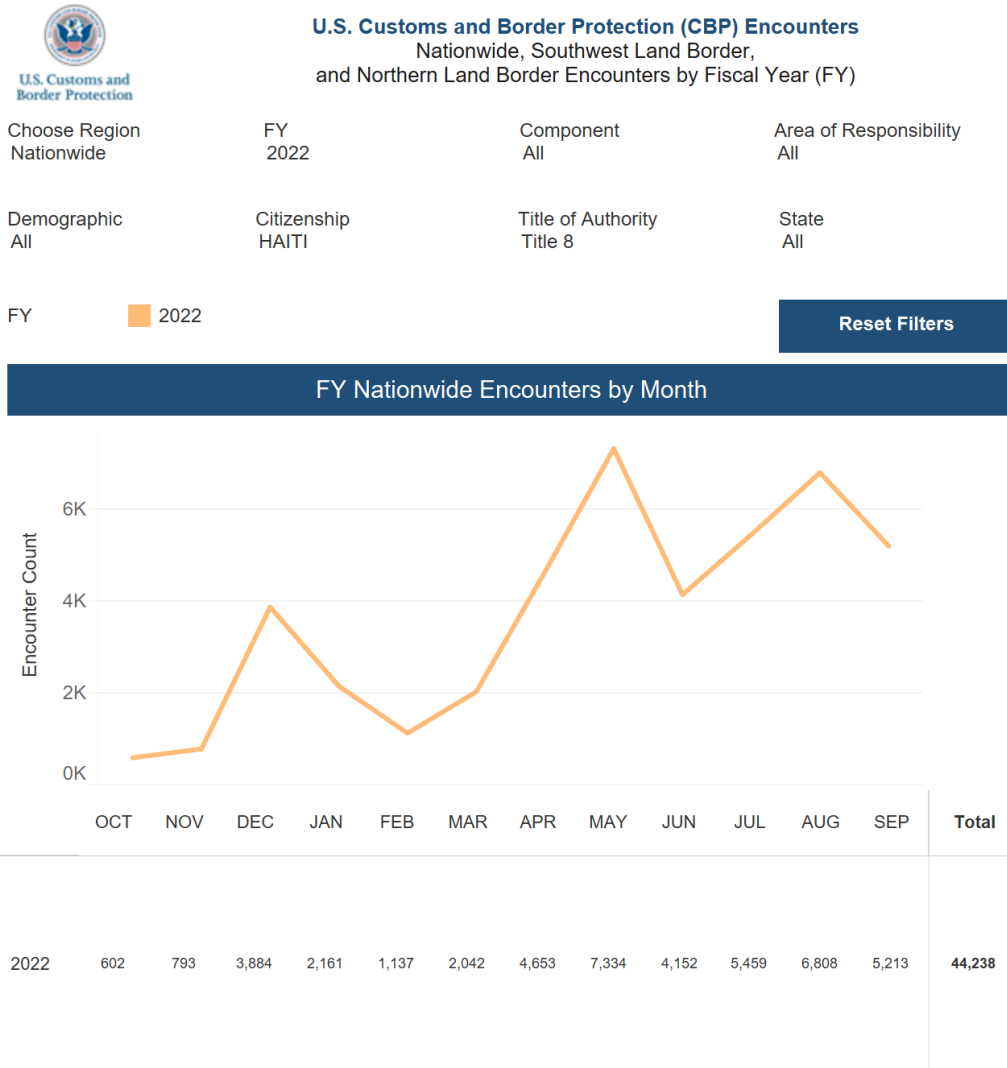 U.S. Customs and
Border Protection
U.S. Customs and Border Protection (CBP) Encounters
Nationwide, Southwest Land Border,
and Northern Land Border Encounters by Fiscal Year (FY)
Choose Region FY Component Area of Responsibility
Nationwide 2022 All All
Demographic Citizenship Title of Authority State
All HAITI Title 8 All
FY 2022
Reset Filters
FY Nationwide Encounters by Month
Encounter Count
6K
4K
2K
0K
OCT NOV DEC JAN FEB MAR APR MAY JUN JUL AUG SEP Total
2022 602 793 3,884 2,161 1,137 2,042 4,653 7,334 4,152 5,459 6,808 5,213 44,238